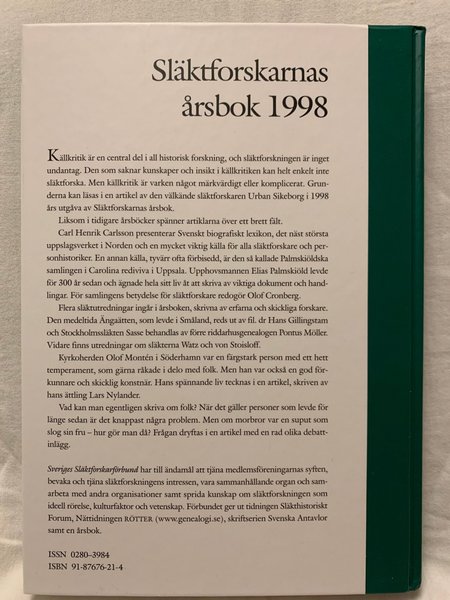 Släktforskarnas
årsbok 1998
Källkritik är en central del i all historisk forskning, och släktforskningen är inget
undantag. Den som saknar kunskaper och insikt i källkritiken kan helt enkelt inte
släktforska. Men källkritik är varken något märkvärdigt eller komplicerat. Grun-
derna kan läsas i en artikel av den välkände släktforskaren Urban Sikeborg i 1998
års utgåva av Släktforskarnas årsbok.
Liksom i tidigare årsböcker spänner artiklarna över ett brett fält.
Carl Henrik Carlsson presenterar Svenskt biografiskt lexikon, det näst största
uppslagsverket i Norden och en mycket viktig källa för alla släktforskare och per-
sonhistoriker. En annan källa, tyvärr ofta förbisedd, är den så kallade Palmsköldska
samlingen i Carolina rediviva i Uppsala. Upphovsmannen Elias Palmskiöld levde
för 300 år sedan och ägnade hela sitt liv åt att skriva av viktiga dokument och hand-
lingar. För samlingens betydelse för släktforskare redogör Olof Cronberg.
Flera släktutredningar ingår i årsboken, skrivna av erfarna och skickliga forskare.
Den medeltida Ängaätten, som levde i Småland, reds ut av fil. dr Hans Gillingstam
och Stockholmssläkten Sasse behandlas av förre riddarhusgenealogen Pontus Möller.
Vidare finns utredningar om släkterna Watz och von Stoisloff.
Kyrkoherden Olof Montén i Söderhamn var en färgstark person med ett hett
temperament, som gärna råkade i delo med folk. Men han var också en god för-
kunnare och skicklig konstnär. Hans spännande liv tecknas i en artikel, skriven av
hans ättling Lars Nylander.
Vad kan man egentligen skriva om folk? När det gäller personer som levde för
länge sedan är det knappast några problem. Men om morbror var en suput som
slog sin fru – hur gör man då? Frågan dryftas i en artikel med en rad olika debatt-
inlägg.
Sveriges Släktforskarförbund har till ändamål att tjäna medlemsföreningarnas syften,
bevaka och tjäna släktforskningens intressen, vara sammanhållande organ och sam-
arbeta med andra organisationer samt sprida kunskap om släktforskningen som
ideell rörelse, kulturfaktor och vetenskap. Förbundet ger ut tidningen Släkthistoriskt
Forum, Nättidningen RÖTTER (www.genealogi.se), skriftserien Svenska Antavlor
samt en årsbok.
ISSN 0280-3984
ISBN 91-87676-21-4